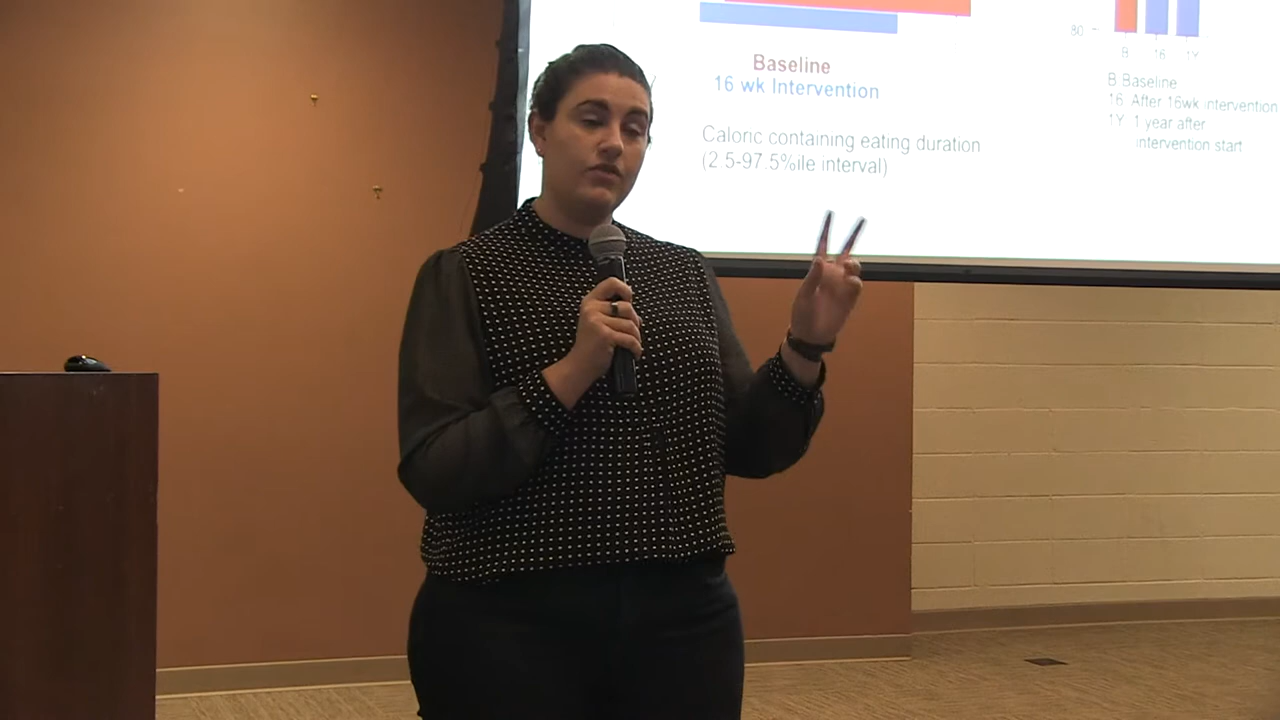 Baseline
16 wk Intervention
Caloric containing eating duration
(2.5-97.5%ile interval)
80
B 16 1Y
B Baseline
16 After 16wk intervention
1Y 1 year after
intervention start